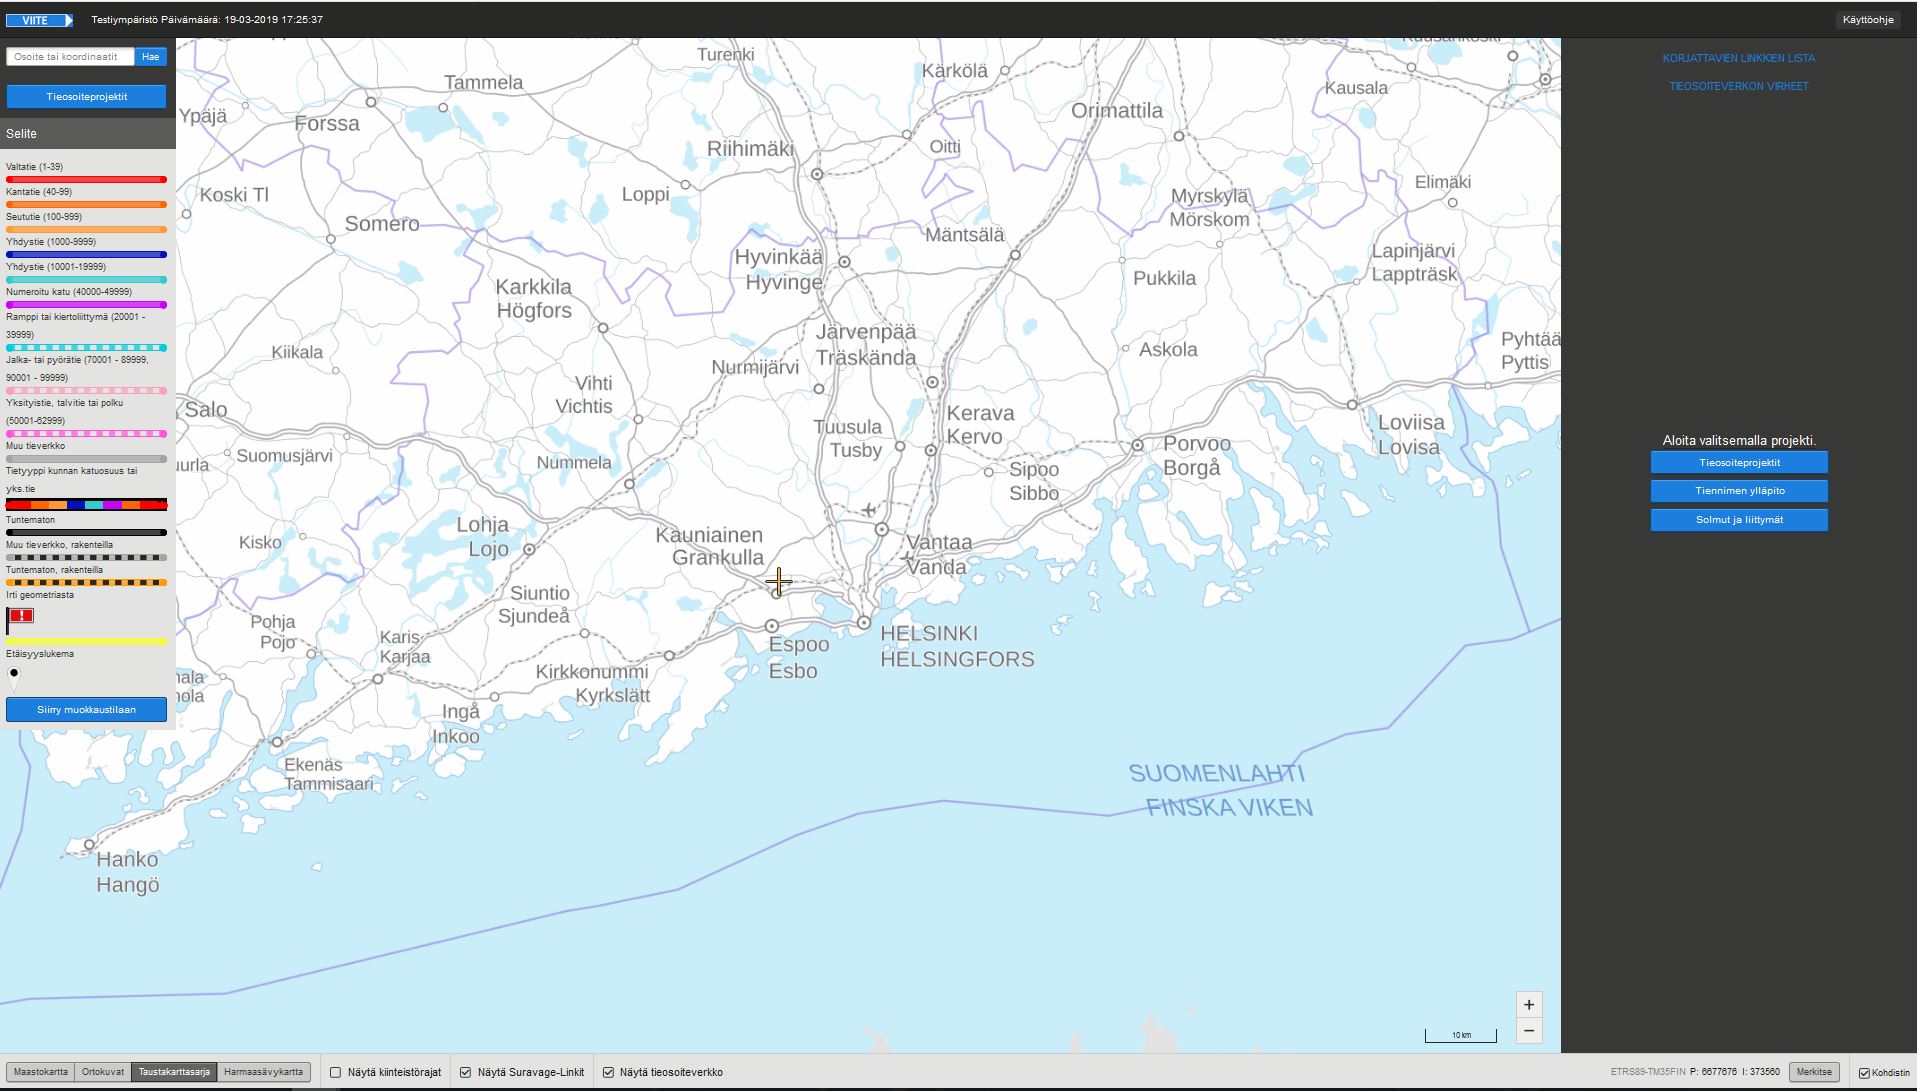 VIITE
Testiympäristö Päivämäärä: 19-03-2019 17:25:37
Käyttöohje
Osoite tai koordinaatit
Hae
Tieosoiteprojektit
Selite
Valtatie (1-39)
Kantatie (40-99)
Seututie (100-999)
Yhdystie (1000-9999)
Yhdystie (10001-19999)
Numeroitu katu (40000-49999)
Ramppi tai kiertoliittymä (20001 -
39999)
Jalka- tai pyörätie (70001 - 89999,
90001 - 99999)
Yksityistie, talvitie tai polku
(50001-62999)
Muu tieverkko
Tietyyppi kunnan katuosuus tai
yks.tie
Tuntematon
Muu tieverkko, rakenteilla
Tuntematon, rakenteilla
Irti geometriasta
!
Etäisyyslukema
Siirry muokkaustilaan
Turenki
Kärkölä
Kausala
Tammela
Orimattila
Ypäjä
Forssa
Riihimäki
Oitti
Koski Tl
Loppi
Elimäki
Myrskylä
Mörskom
Somero
Mäntsälä
Hyvinkää
Hyvinge
Lapinjärvi
Lappträsk
Karkkila
Högfors
Pukkila
Järvenpää
Träskända
Kiikala
Nurmijärvi
Askola
Pyhtää
Pyttis
Vihti
Vichtis
Salo
Kerava
Kervo
Tuusula
Tusby
Loviisa
Lovisa
Porvoo
Borgå
Suomusjärvi
Nummela
Sipoo
Sibbo
Lohja
Lojo
Kisko
Kauniainen
Grankulla
Vantaa
Vanda
Siuntio
Sjundeå
Pohja
Pojo
Karis
Karjaa
HELSINKI
HELSINGFORS
Espoo
Esbo
Kirkkonummi
Kyrkslätt
Ingå
Inkoo
Ekenäs
Tammisaari
SUOMENLAHTI
FINSKA VIKEN
Hanko
Hangö
+
−
10 km
KORJATTAVIEN LINKKIEN LISTA
TIEOSOITEVERKON VIRHEET
Aloita valitsemalla projekti.
Tieosoiteprojektit
Tiennimen ylläpito
Solmut ja liittymät
Maastokartta Ortokuvat Taustakarttasarja Harmaasävykartta Näytä kiinteistörajat Näytä Suravage-Linkit Näytä tieosoiteverkko ETRS89-TM35FIN P: 6677676 I: 373560 Merkitse Kohdistin